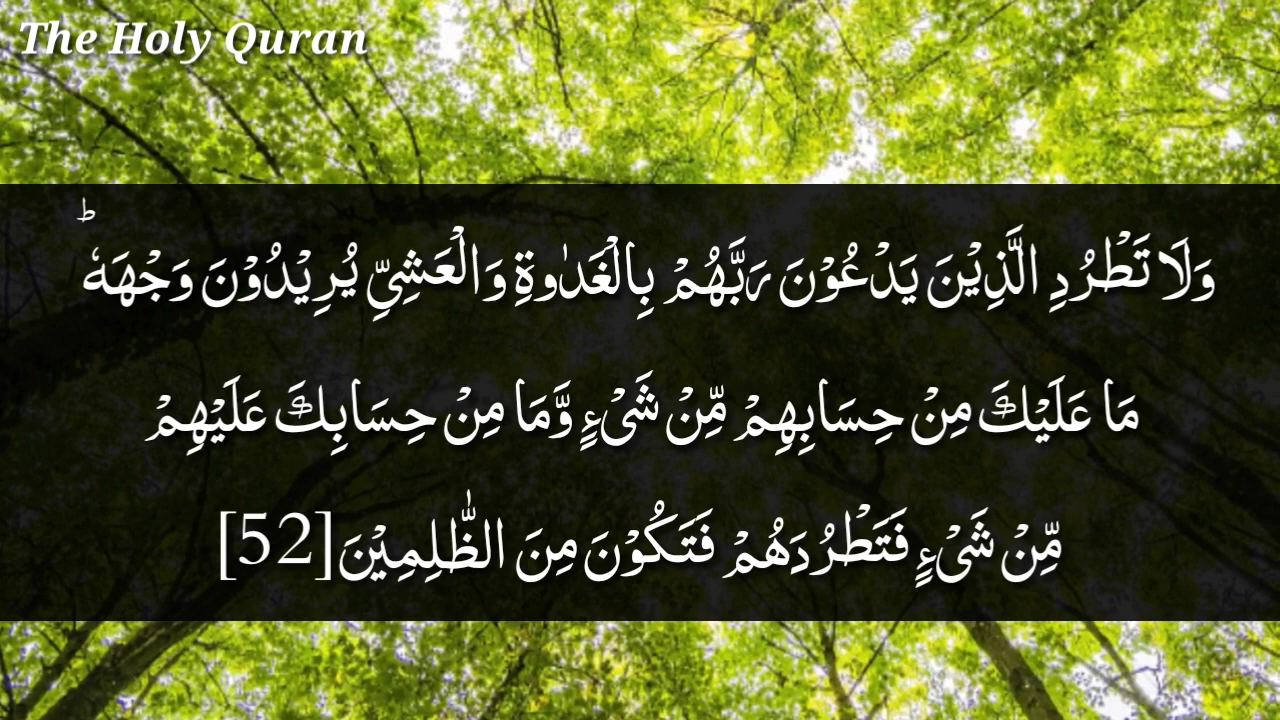 The Holy Quran
وَلَا تَطْرُدِ الَّذِيْنَ يَدْعُوْنَ رَبَّهُمْ بِالْغَدٰوةِ وَالْعَشِيِّ يُرِيْدُوْنَ وَجْهَهٗ ؕ
مَا عَلَيْكَ مِنْ حِسَابِهِمْ مِّنْ شَيْءٍ وَّمَا مِنْ حِسَابِكَ عَلَيْهِمْ
مِّنْ شَيْءٍ فَتَطْرُدَهُمْ فَتَكُوْنَ مِنَ الظّٰلِمِيْنَ[52]